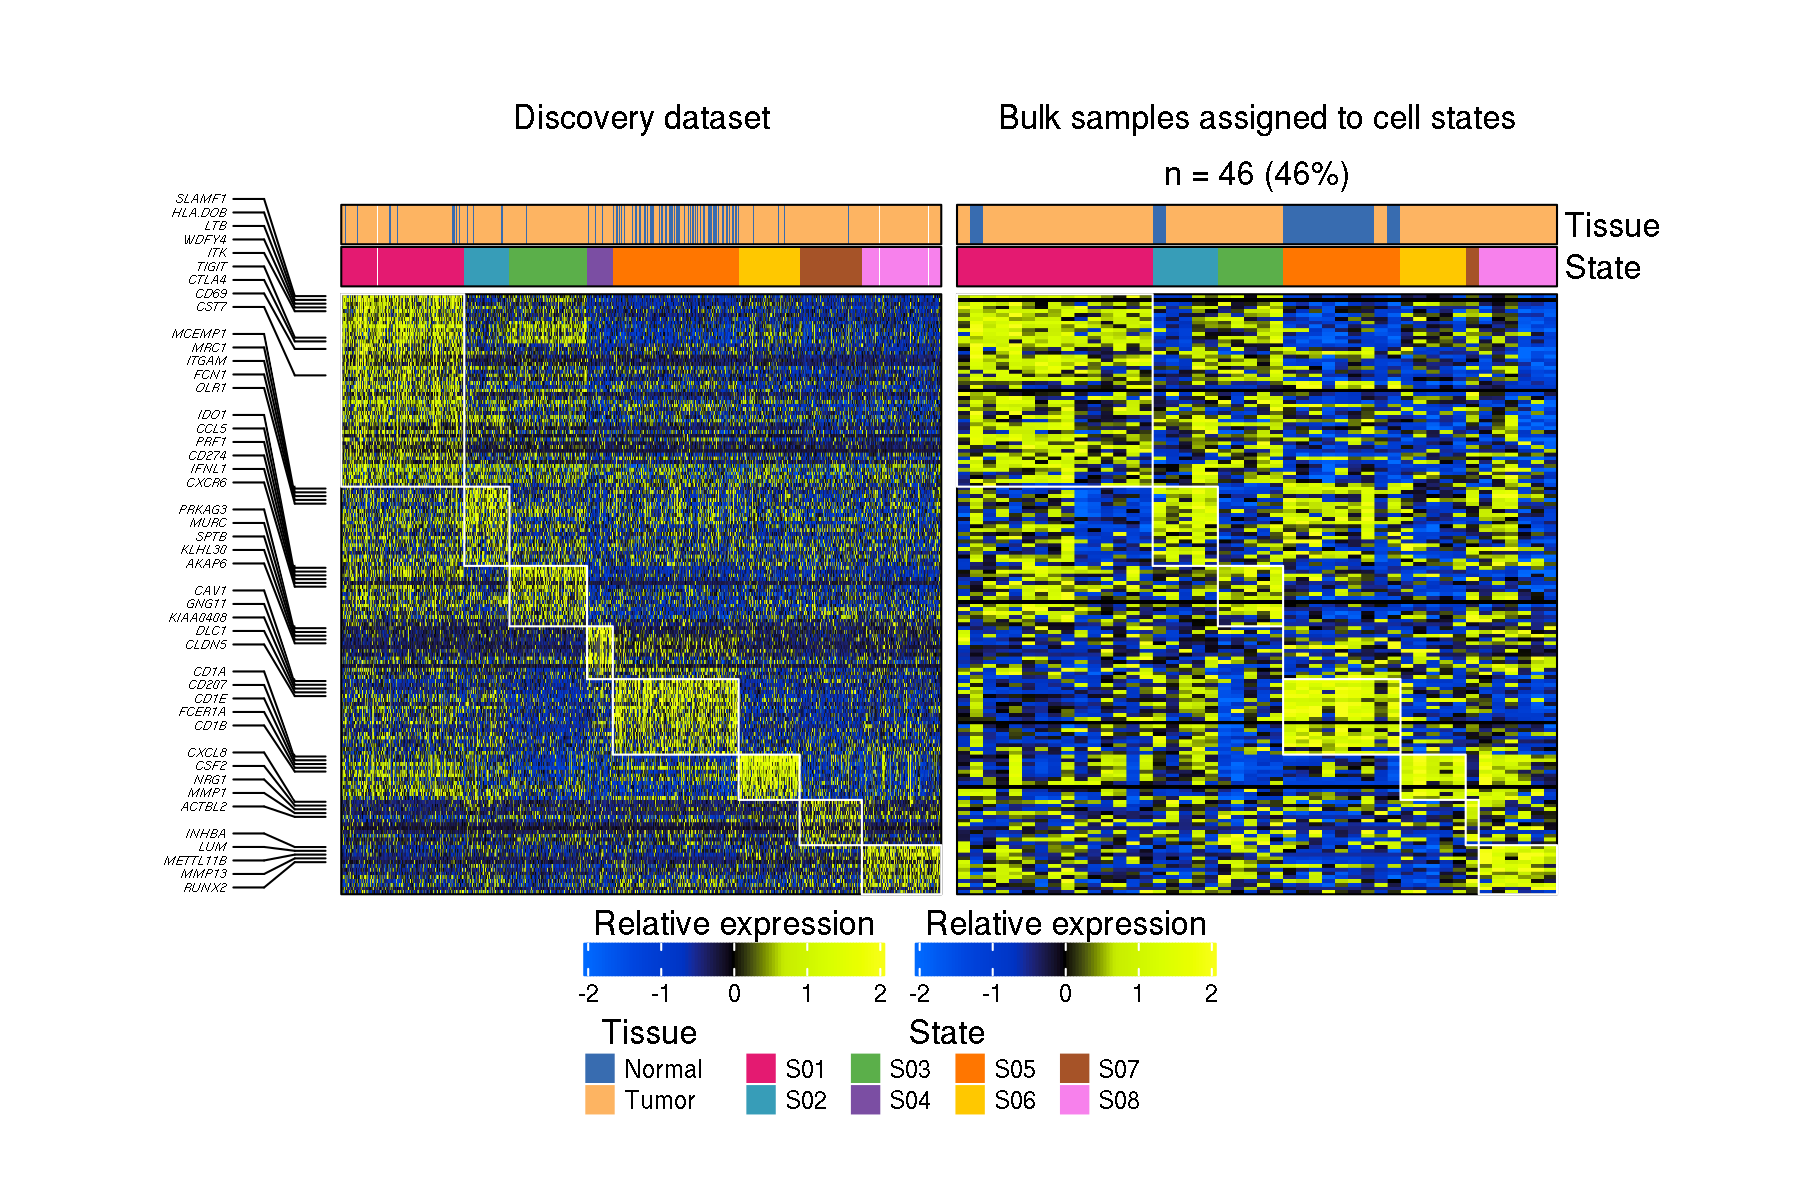 Discovery dataset
Bulk samples assigned to cell states
n = 46 (46%)
Tissue
State
SLAMF1
HLA.DOB
LTB
WDFY4
ITK
TIGIT
CTLA4
CD69
CST7
MCEMP1
MRC1
ITGAM
FCN1
OLR1
IDO1
CCL5
PRF1
CD274
IFNL1
CXCR6
PRKAG3
MURC
SPTB
KLHL30
AKAP6
CAV1
GNG11
KIAA0408
DLC1
CLDN5
CD1A
CD207
CD1E
FCER1A
CD1B
CXCL8
CSF2
NRG1
MMP1
ACTBL2
INHBA
LUM
METTL11B
MMP13
RUNX2
Relative expression Relative expression
-2 -1 0 1 2 -2 -1 0 1 2
Tissue State
Normal S01 S03 S05 S07
Tumor S02 S04 S06 S08